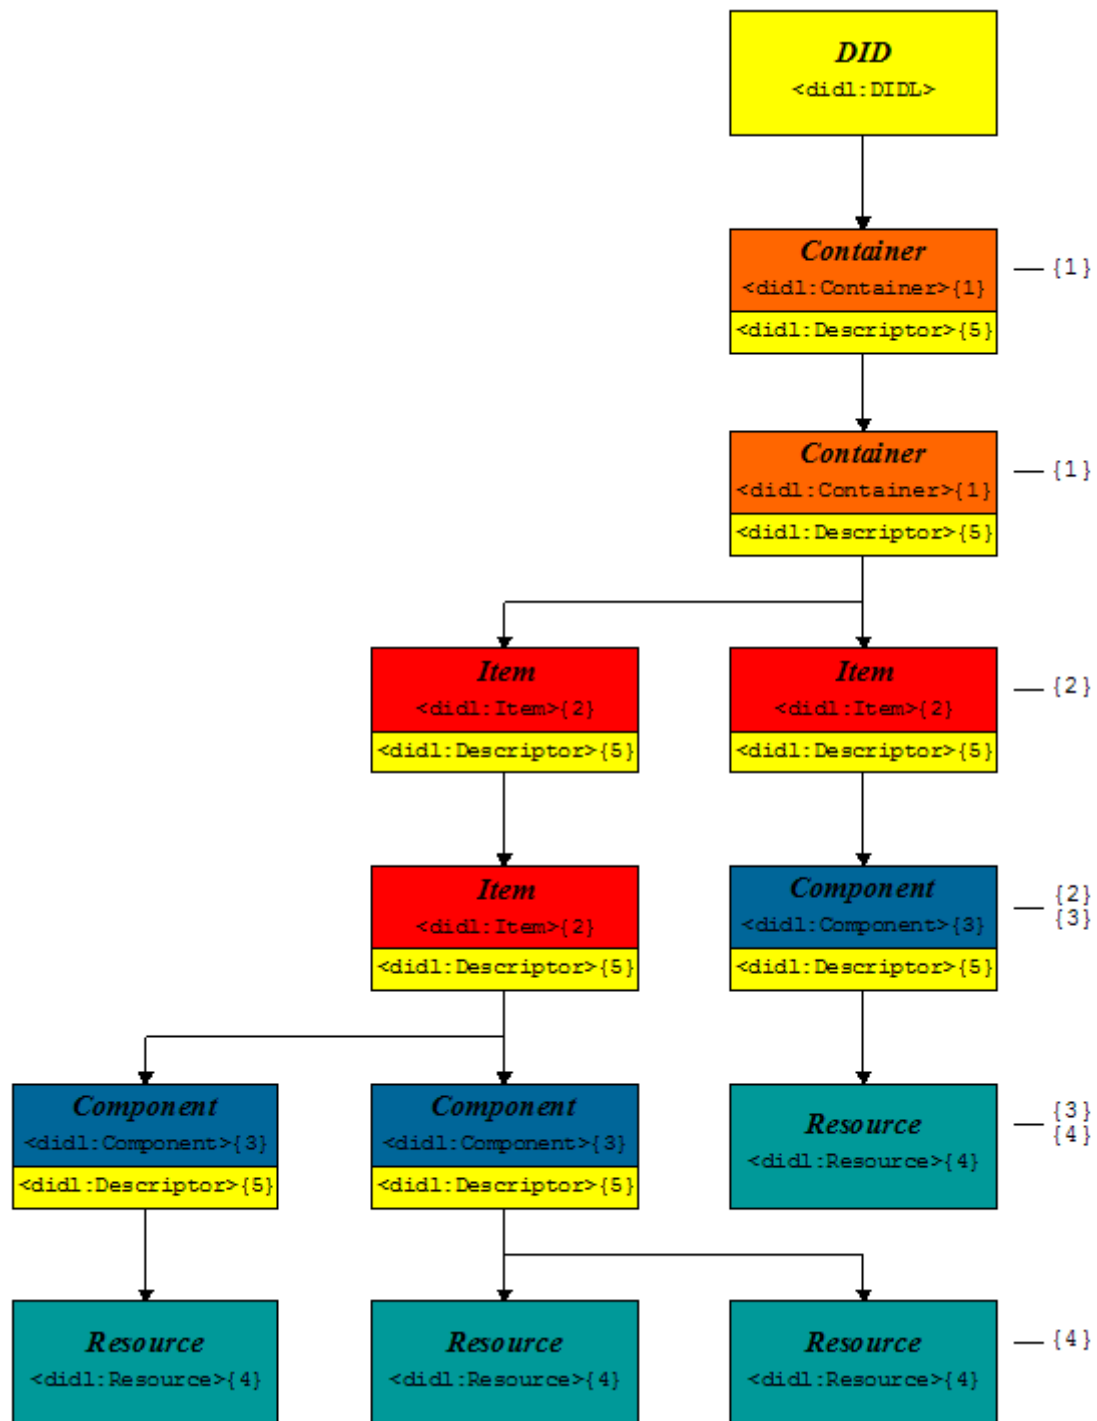 DID
<didl:DIDL>
Container
<didl:Container>{1}
<didl:Descriptor>{5}
{1}
Container
<didl:Container>{1}
<didl:Descriptor>{5}
{1}
Item
<didl:Item>{2}
<didl:Descriptor>{5}
Item
<didl:Item>{2}
<didl:Descriptor>{5}
{2}
Item
<didl:Item>{2}
<didl:Descriptor>{5}
Component
<didl:Component>{3}
<didl:Descriptor>{5}
{2}
{3}
Component
<didl:Component>{3}
<didl:Descriptor>{5}
Component
<didl:Component>{3}
<didl:Descriptor>{5}
Resource
<didl:Resource>{4}
{3}
{4}
Resource
<didl:Resource>{4}
Resource
<didl:Resource>{4}
Resource
<didl:Resource>{4}
{4}